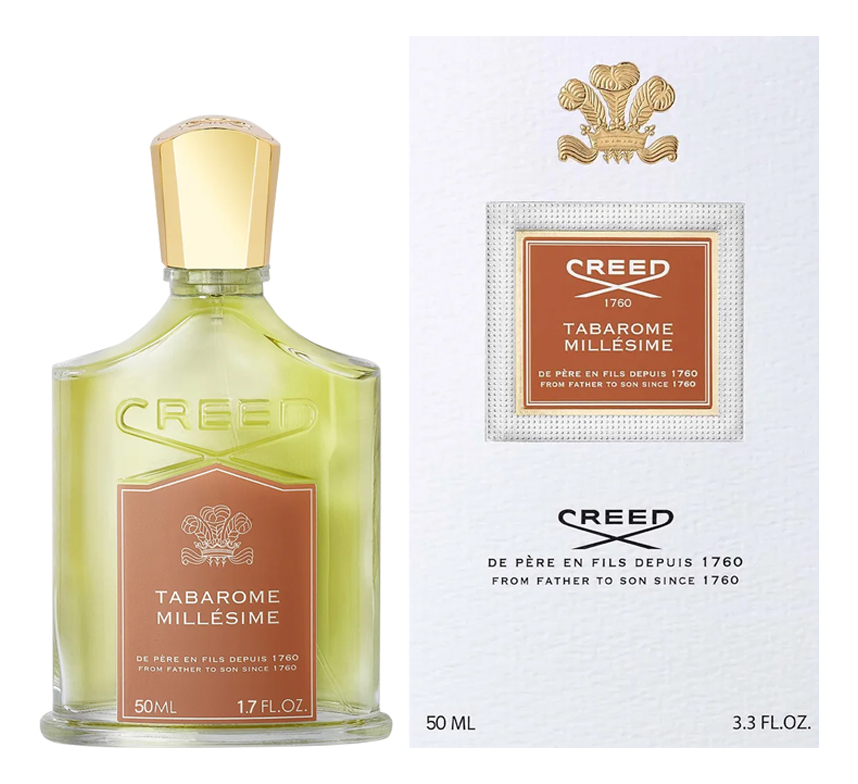 CREED
TABAROME
MILLÉSIME
DE PÈRE EN FILS DEPUIS 1760
FROM FATHER TO SON SINCE 1760
50ML 1.7 FL.OZ.
CREED
1760
TABAROME
MILLÉSIME
DE PÈRE EN FILS DEPUIS 1760
FROM FATHER TO SON SINCE 1760
CREED
DE PÈRE EN FILS DEPUIS 1760
FROM FATHER TO SON SINCE 1760
50 ML 3.3 FL.OZ.